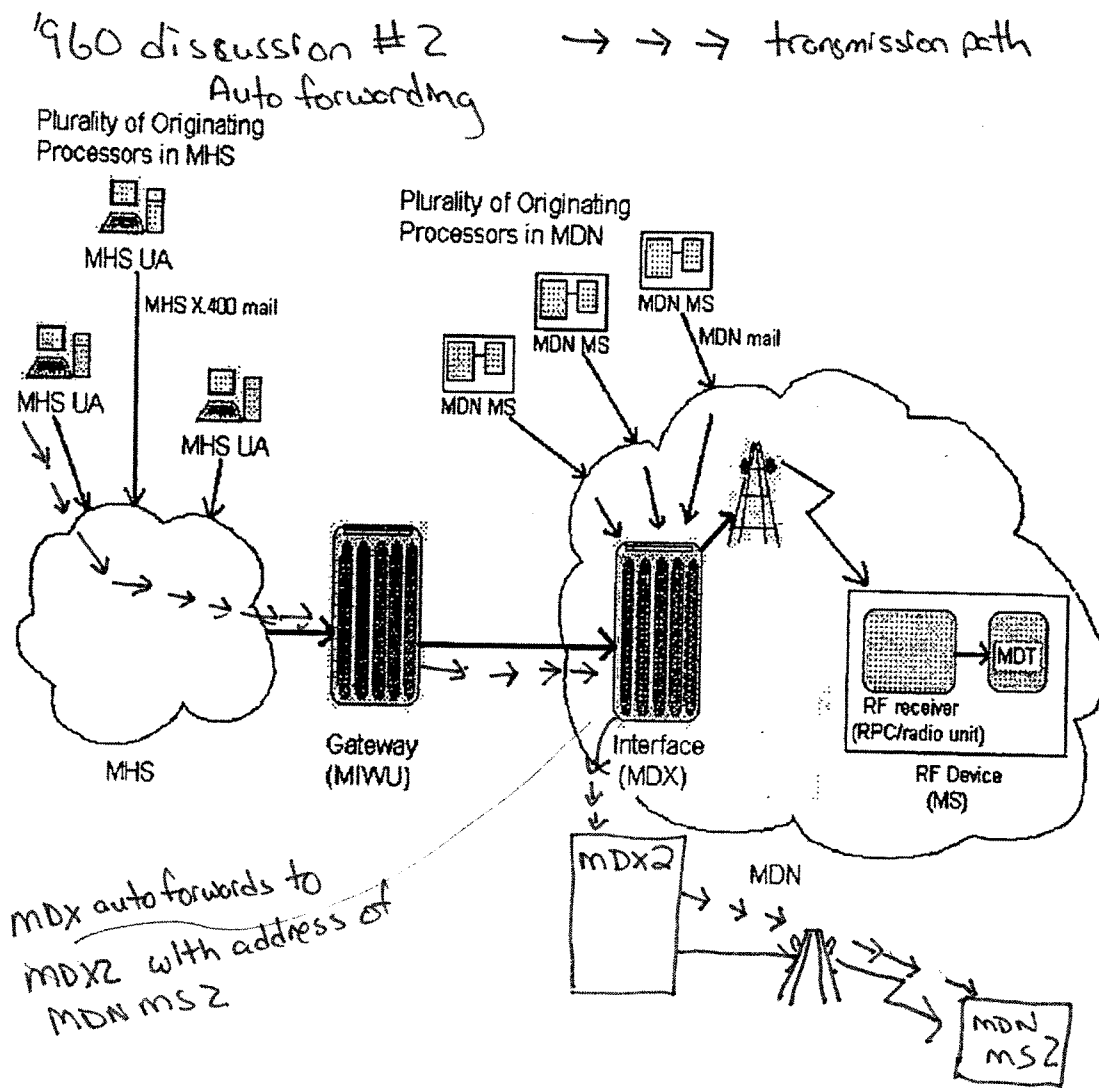 '960 discussion #2 → → → transmission path
Auto forwarding
Plurality of Originating
Processors in MHS
MHS UA
MHS X.400 mail
MHS UA
MHS UA
Plurality of Originating
Processors in MDN
MDN MS
MDN MS
MDN MS
MDN mail
MHS
Gateway
(MIWU)
Interface
(MDX)
RF receiver
(RPC/radio unit)
MDT
RF Device
(MS)
MDN
MDX2
MDX auto forwards to
MDX2 with address of
MDN MS2
MDN
MS2